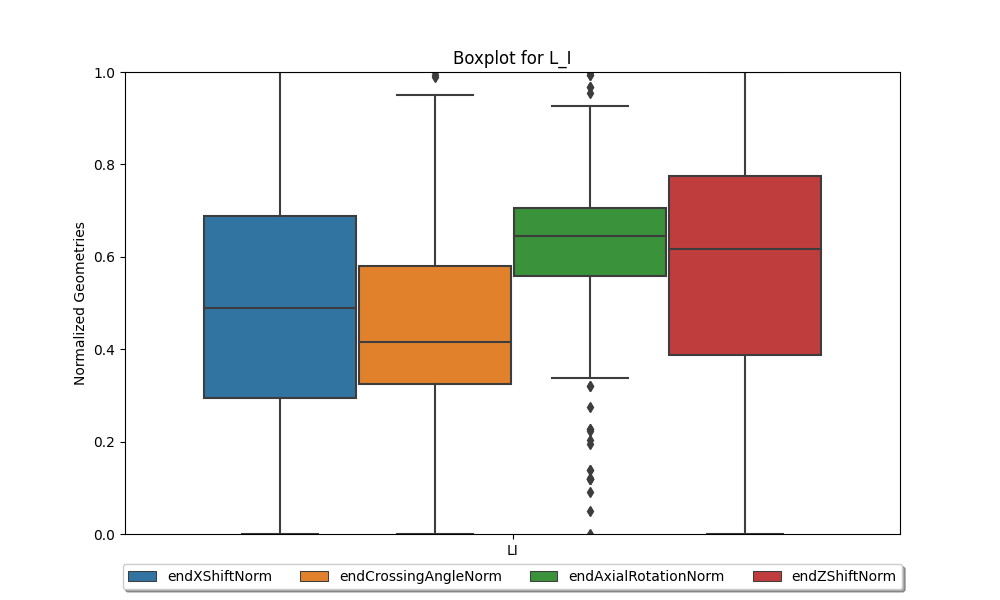 Boxplot for L_I
1.0
0.8
0.6
0.4
0.2
0.0
Normalized Geometries
LI
endXShiftNorm endCrossingAngleNorm endAxialRotationNorm endZShiftNorm